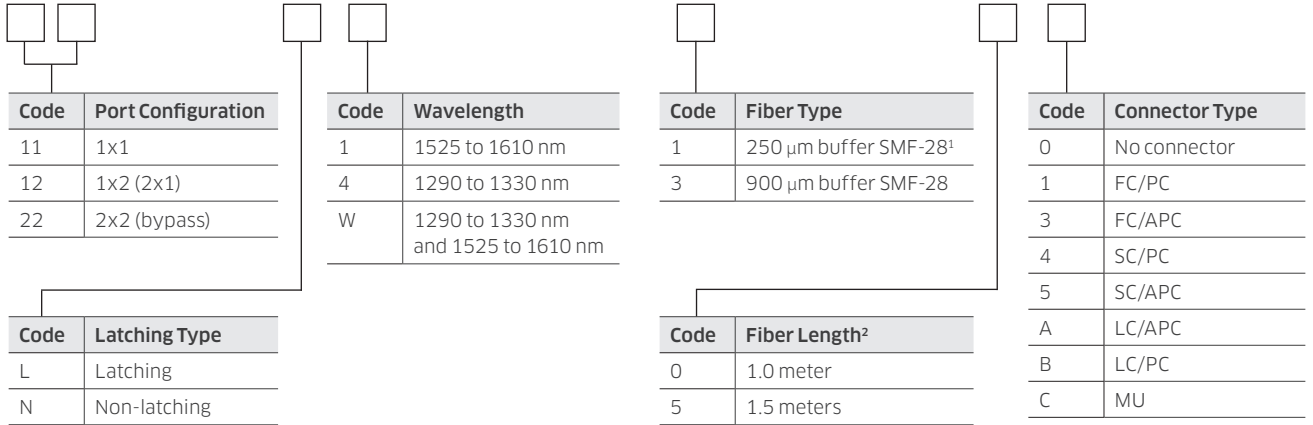 Code Port Configuration
11 1x1
12 1x2 (2x1)
22 2x2 (bypass)
Code Latching Type
L Latching
N Non-latching
Code Wavelength
1 1525 to 1610 nm
4 1290 to 1330 nm
W 1290 to 1330 nm
and 1525 to 1610 nm
Code Fiber Type
1 250 μm buffer SMF-28¹
3 900 μm buffer SMF-28
Code Fiber Length²
0 1.0 meter
5 1.5 meters
Code Connector Type
0 No connector
1 FC/PC
3 FC/APC
4 SC/PC
5 SC/APC
A LC/APC
B LC/PC
C MU